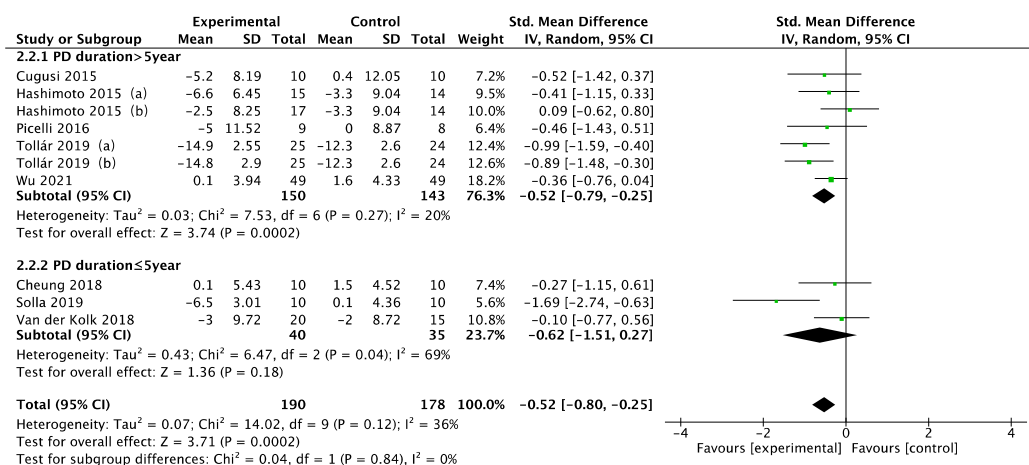 Experimental Control Std. Mean Difference Std. Mean Difference
Study or Subgroup Mean SD Total Mean SD Total Weight IV, Random, 95% CI IV, Random, 95% CI
2.2.1 PD duration>5year
Cugusi 2015 −5.2 8.19 10 0.4 12.05 10 7.2% −0.52 [−1.42, 0.37]
Hashimoto 2015 (a) −6.6 6.45 15 −3.3 9.04 14 9.5% −0.41 [−1.15, 0.33]
Hashimoto 2015 (b) −2.5 8.25 17 −3.3 9.04 14 10.0% 0.09 [−0.62, 0.80]
Picelli 2016 −5 11.52 9 0 8.87 8 6.4% −0.46 [−1.43, 0.51]
Tollár 2019 (a) −14.9 2.55 25 −12.3 2.6 24 12.4% −0.99 [−1.59, −0.40]
Tollár 2019 (b) −14.8 2.9 25 −12.3 2.6 24 12.6% −0.89 [−1.48, −0.30]
Wu 2021 0.1 3.94 49 1.6 4.33 49 18.2% −0.36 [−0.76, 0.04]
Subtotal (95% CI) 150 143 76.3% −0.52 [−0.79, −0.25]
Heterogeneity: Tau² = 0.03; Chi² = 7.53, df = 6 (P = 0.27); I² = 20%
Test for overall effect: Z = 3.74 (P = 0.0002)
2.2.2 PD duration≤5year
Cheung 2018 0.1 5.43 10 1.5 4.52 10 7.4% −0.27 [−1.15, 0.61]
Solla 2019 −6.5 3.01 10 0.1 4.36 10 5.6% −1.69 [−2.74, −0.63]
Van der Kolk 2018 −3 9.72 20 −2 8.72 15 10.8% −0.10 [−0.77, 0.56]
Subtotal (95% CI) 40 35 23.7% −0.62 [−1.51, 0.27]
Heterogeneity: Tau² = 0.43; Chi² = 6.47, df = 2 (P = 0.04); I² = 69%
Test for overall effect: Z = 1.36 (P = 0.18)
Total (95% CI) 190 178 100.0% −0.52 [−0.80, −0.25]
Heterogeneity: Tau² = 0.07; Chi² = 14.02, df = 9 (P = 0.12); I² = 36%
Test for overall effect: Z = 3.71 (P = 0.0002)
Test for subgroup differences: Chi² = 0.04, df = 1 (P = 0.84), I² = 0%
−4 −2 0 2 4
Favours [experimental] Favours [control]